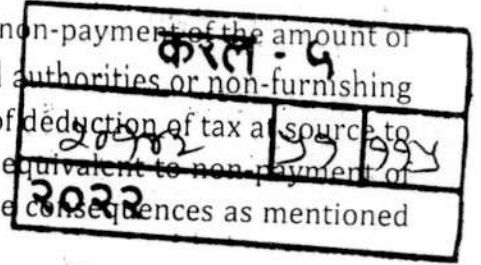 non-payment of the amount of
करल - ५
authorities or non-furnishing
of deduction of tax at source to
equivalent to non-payment of
२०२२
consequences as mentioned